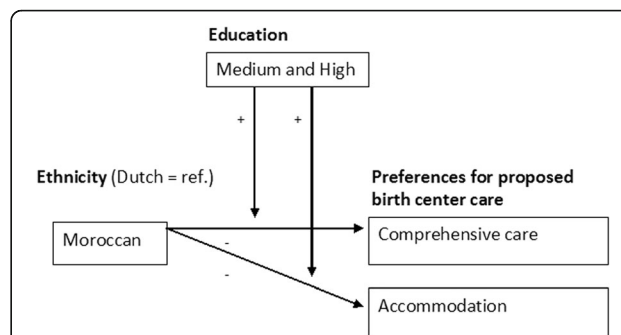 Education
Medium and High
+ +
Ethnicity (Dutch = ref.)
Preferences for proposed
birth center care
Moroccan
Comprehensive care
-
-
Accommodation